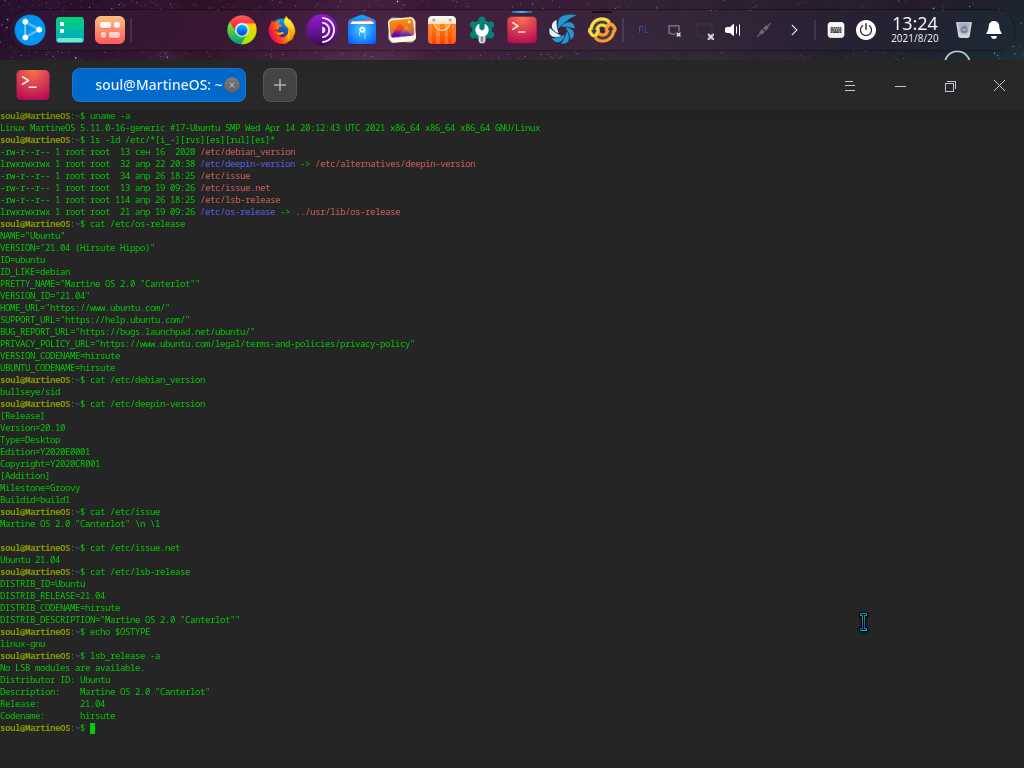 PL
13:24
2021/8/20
soul@MartineOS: ~
soul@MartineOS:~$ uname -a
Linux MartineOS 5.11.0-16-generic #17-Ubuntu SMP Wed Apr 14 20:12:43 UTC 2021 x86_64 x86_64 x86_64 GNU/Linux
soul@MartineOS:~$ ls -ld /etc/*[i_-][rvs][es][rul][es]*
-rw-r--r-- 1 root root  13 сен 16  2020 /etc/debian_version
lrwxrwxrwx 1 root root  32 апр 22 20:38 /etc/deepin-version -> /etc/alternatives/deepin-version
-rw-r--r-- 1 root root  34 апр 26 18:25 /etc/issue
-rw-r--r-- 1 root root  13 апр 19 09:26 /etc/issue.net
-rw-r--r-- 1 root root 114 апр 26 18:25 /etc/lsb-release
lrwxrwxrwx 1 root root  21 апр 19 09:26 /etc/os-release -> ../usr/lib/os-release
soul@MartineOS:~$ cat /etc/os-release
NAME="Ubuntu"
VERSION="21.04 (Hirsute Hippo)"
ID=ubuntu
ID_LIKE=debian
PRETTY_NAME="Martine OS 2.0 "Canterlot""
VERSION_ID="21.04"
HOME_URL="https://www.ubuntu.com/"
SUPPORT_URL="https://help.ubuntu.com/"
BUG_REPORT_URL="https://bugs.launchpad.net/ubuntu/"
PRIVACY_POLICY_URL="https://www.ubuntu.com/legal/terms-and-policies/privacy-policy"
VERSION_CODENAME=hirsute
UBUNTU_CODENAME=hirsute
soul@MartineOS:~$ cat /etc/debian_version
bullseye/sid
soul@MartineOS:~$ cat /etc/deepin-version
[Release]
Version=20.10
Type=Desktop
Edition=Y2020E0001
Copyright=Y2020CR001
[Addition]
Milestone=Groovy
Buildid=build1
soul@MartineOS:~$ cat /etc/issue
Martine OS 2.0 "Canterlot" \n \l
soul@MartineOS:~$ cat /etc/issue.net
Ubuntu 21.04
soul@MartineOS:~$ cat /etc/lsb-release
DISTRIB_ID=Ubuntu
DISTRIB_RELEASE=21.04
DISTRIB_CODENAME=hirsute
DISTRIB_DESCRIPTION="Martine OS 2.0 "Canterlot""
soul@MartineOS:~$ echo $OSTYPE
linux-gnu
soul@MartineOS:~$ lsb_release -a
No LSB modules are available.
Distributor ID: Ubuntu
Description:    Martine OS 2.0 "Canterlot"
Release:        21.04
Codename:       hirsute
soul@MartineOS:~$